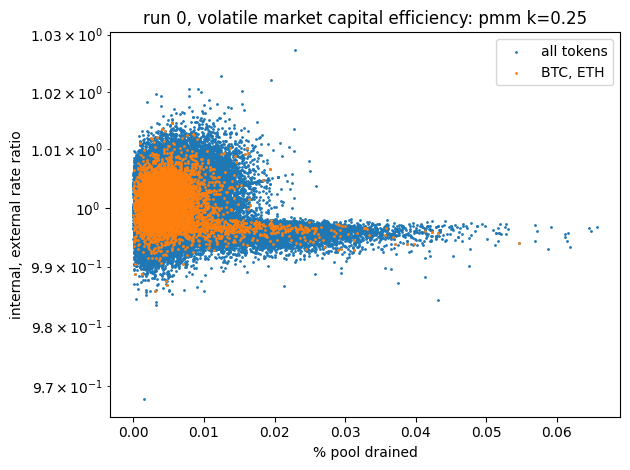 run 0, volatile market capital efficiency: pmm k=0.25
all tokens
BTC, ETH
internal, external rate ratio
1.03 × 10⁰
1.02 × 10⁰
1.01 × 10⁰
10⁰
9.9 × 10⁻¹
9.8 × 10⁻¹
9.7 × 10⁻¹
0.00 0.01 0.02 0.03 0.04 0.05 0.06
% pool drained